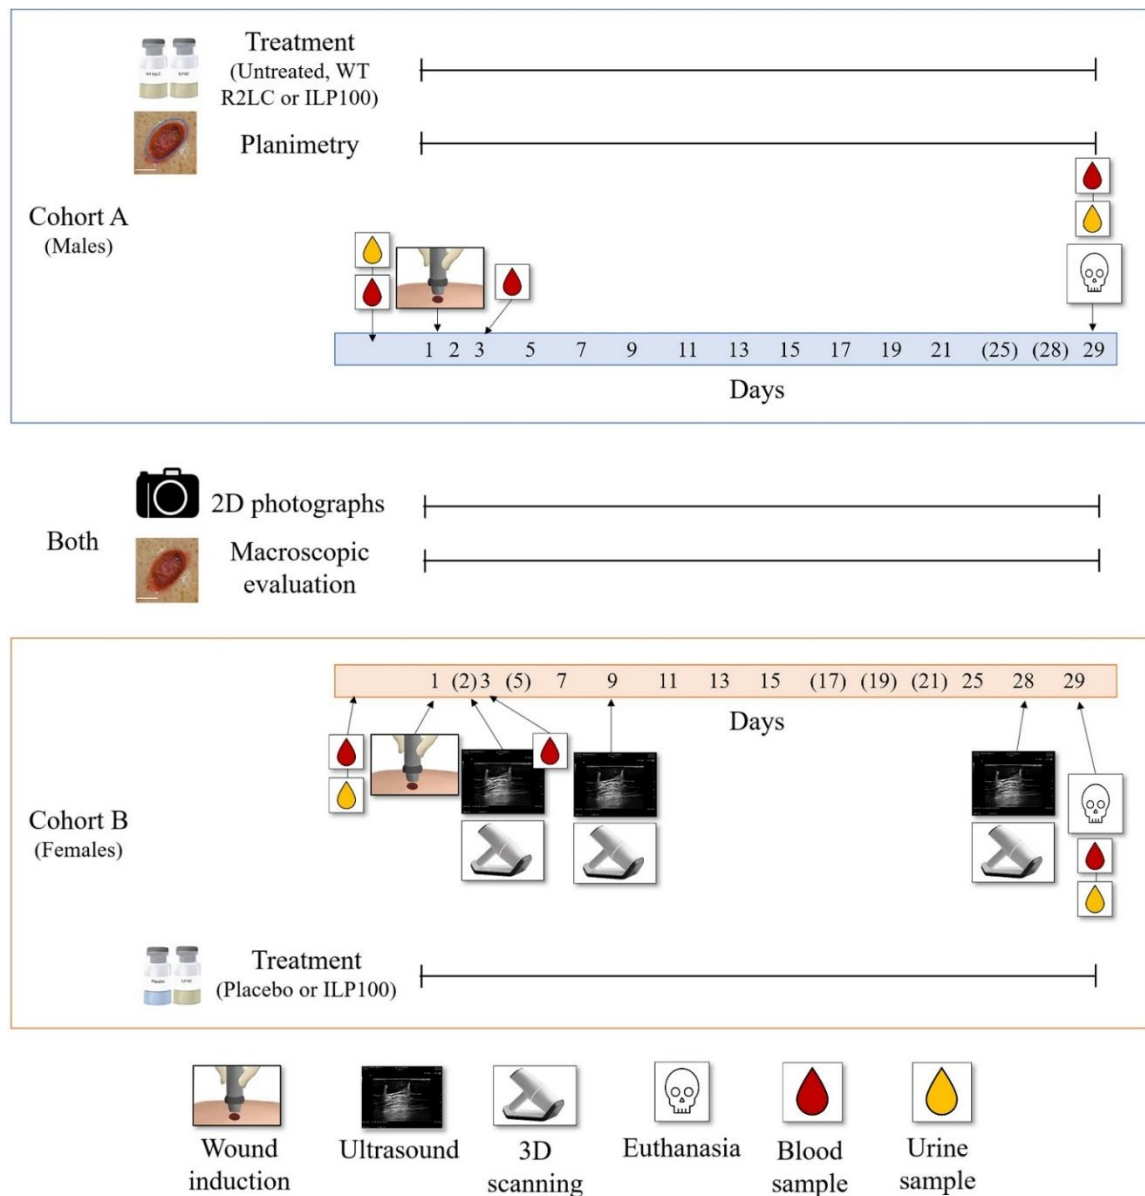 Treatment
(Untreated, WT
R2LC or ILP100)
Planimetry
Cohort A
(Males)
1 2 3 5 7 9 11 13 15 17 19 21 (25) (28) 29
Days
2D photographs
Both
Macroscopic
evaluation
1 (2) 3 (5) 7 9 11 13 15 (17) (19) (21) 25 28 29
Days
Cohort B
(Females)
Treatment
Placebo
(Placebo or ILP100)
Wound
induction
Ultrasound
3D
scanning
Euthanasia
Blood
sample
Urine
sample